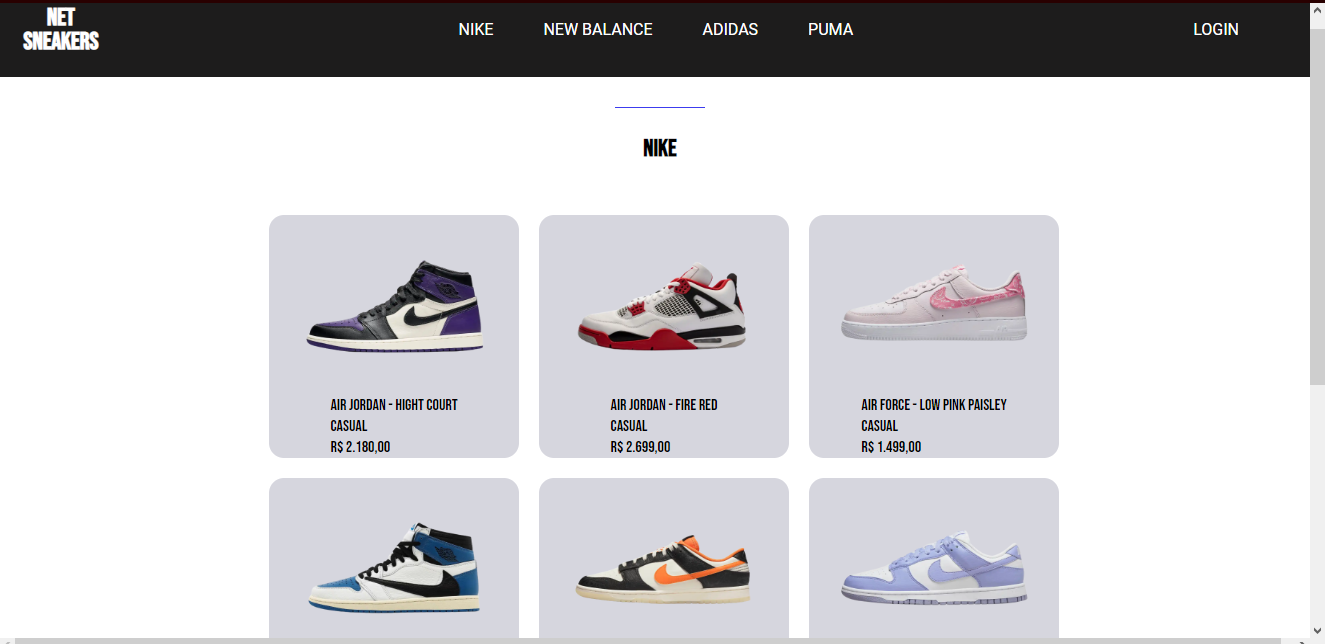 NET
SNEAKERS
NIKE
NEW BALANCE
ADIDAS
PUMA
LOGIN
NIKE
AIR JORDAN - HIGHT COURT
CASUAL
R$ 2.180,00
AIR JORDAN - FIRE RED
CASUAL
R$ 2.699,00
AIR FORCE - LOW PINK PAISLEY
CASUAL
R$ 1.499,00